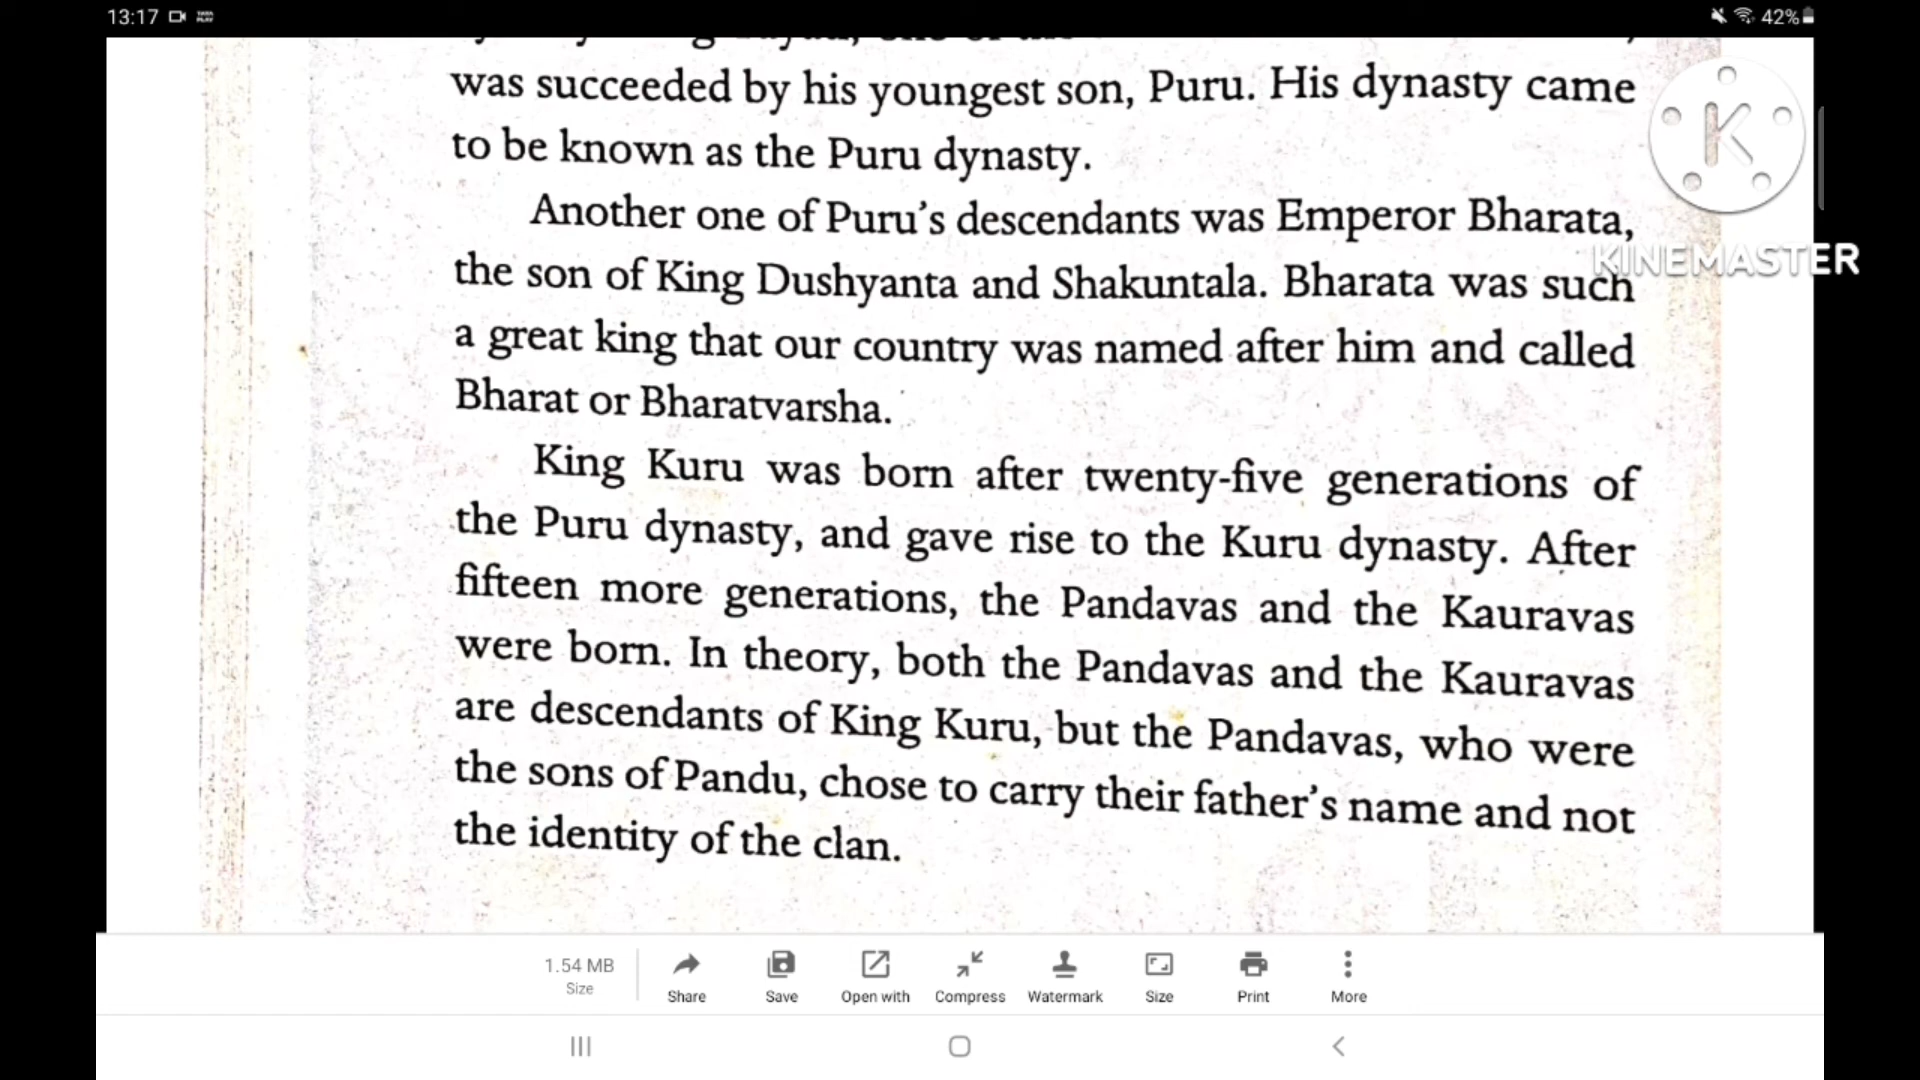 13:17
42%
was succeeded by his youngest son, Puru. His dynasty came
to be known as the Puru dynasty.
Another one of Puru's descendants was Emperor Bharata,
the son of King Dushyanta and Shakuntala. Bharata was such
a great king that our country was named after him and called
Bharat or Bharatvarsha.
King Kuru was born after twenty-five generations of
the Puru dynasty, and gave rise to the Kuru dynasty. After
fifteen more generations, the Pandavas and the Kauravas
were born. In theory, both the Pandavas and the Kauravas
are descendants of King Kuru, but the Pandavas, who were
the sons of Pandu, chose to carry their father's name and not
the identity of the clan.
K
KINEMASTER
1.54 MB
Size
Share
Save
Open with
Compress
Watermark
Size
Print
More